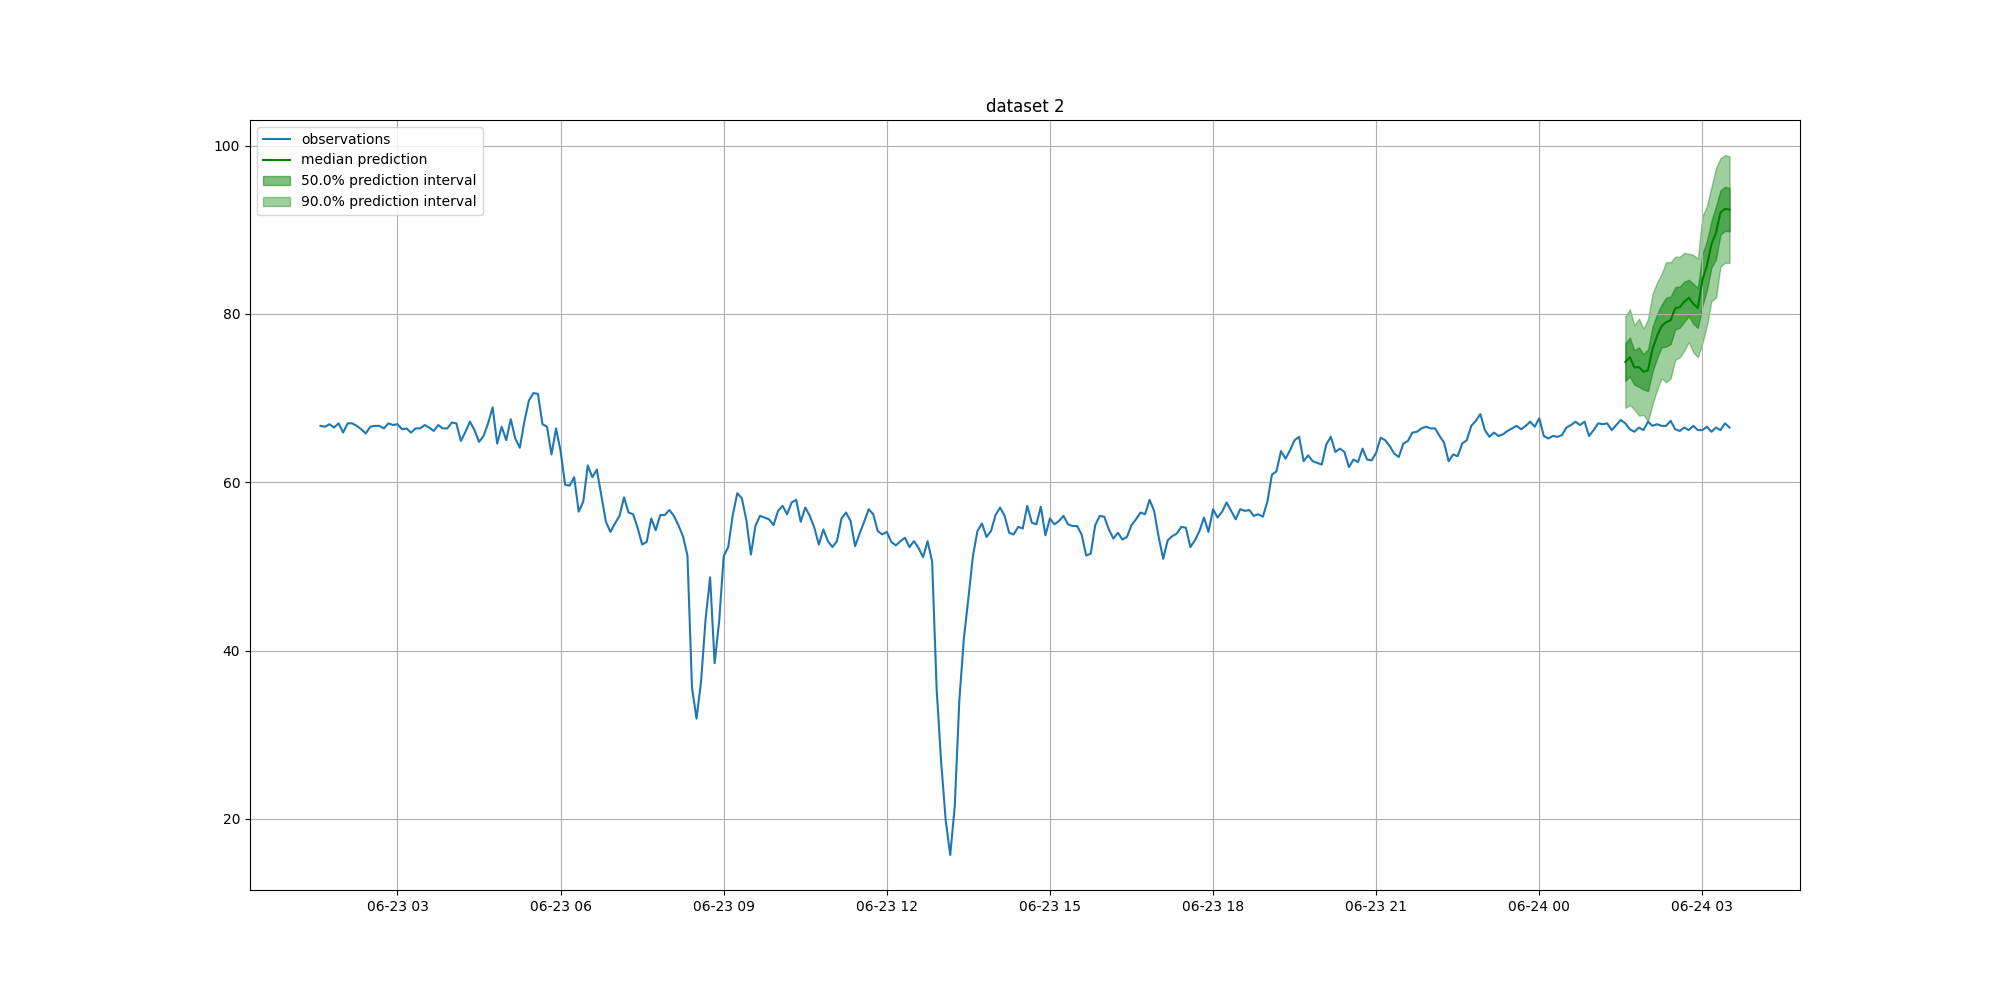 dataset 2
observations
median prediction
50.0% prediction interval
90.0% prediction interval
100
80
60
40
20
06-23 03
06-23 06
06-23 09
06-23 12
06-23 15
06-23 18
06-23 21
06-24 00
06-24 03